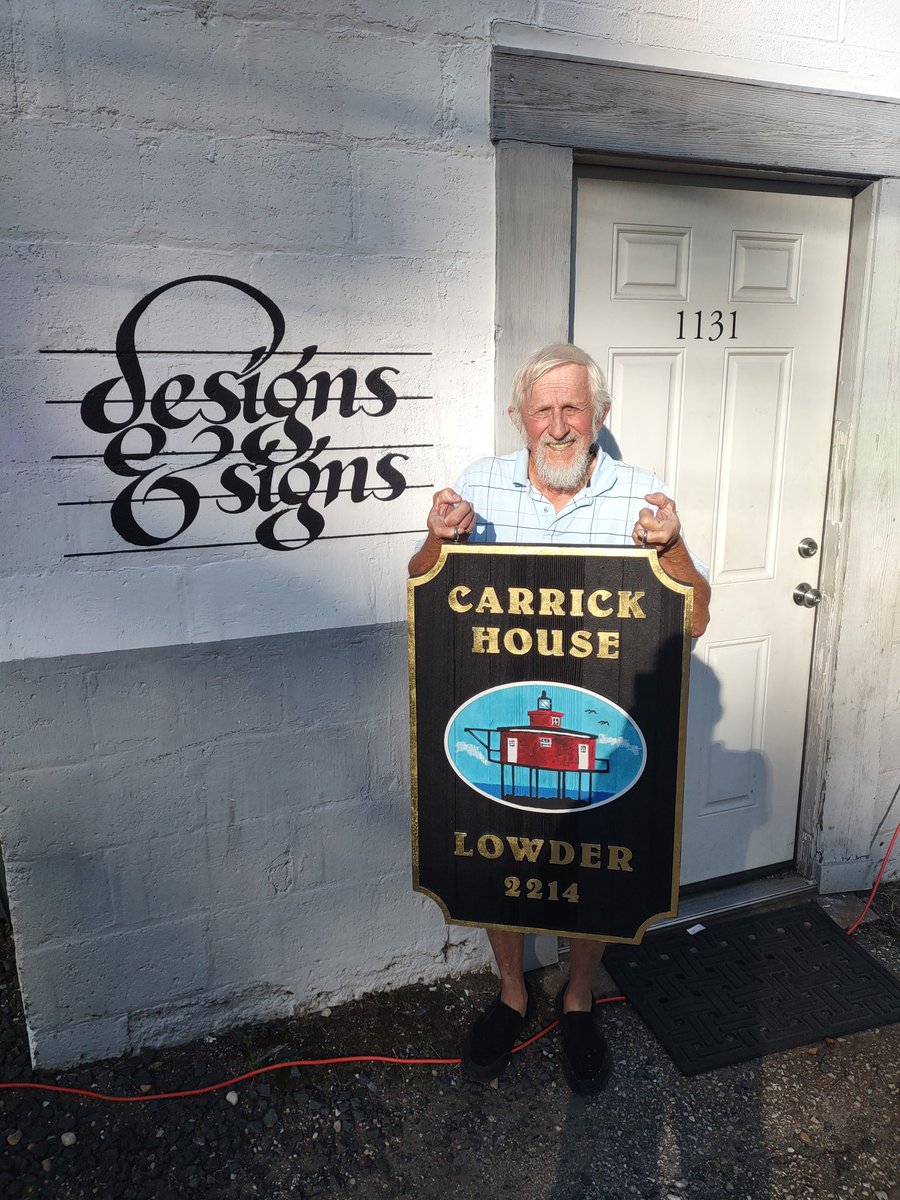 designs
& signs
1131
CARRICK
HOUSE
LOWDER
2214